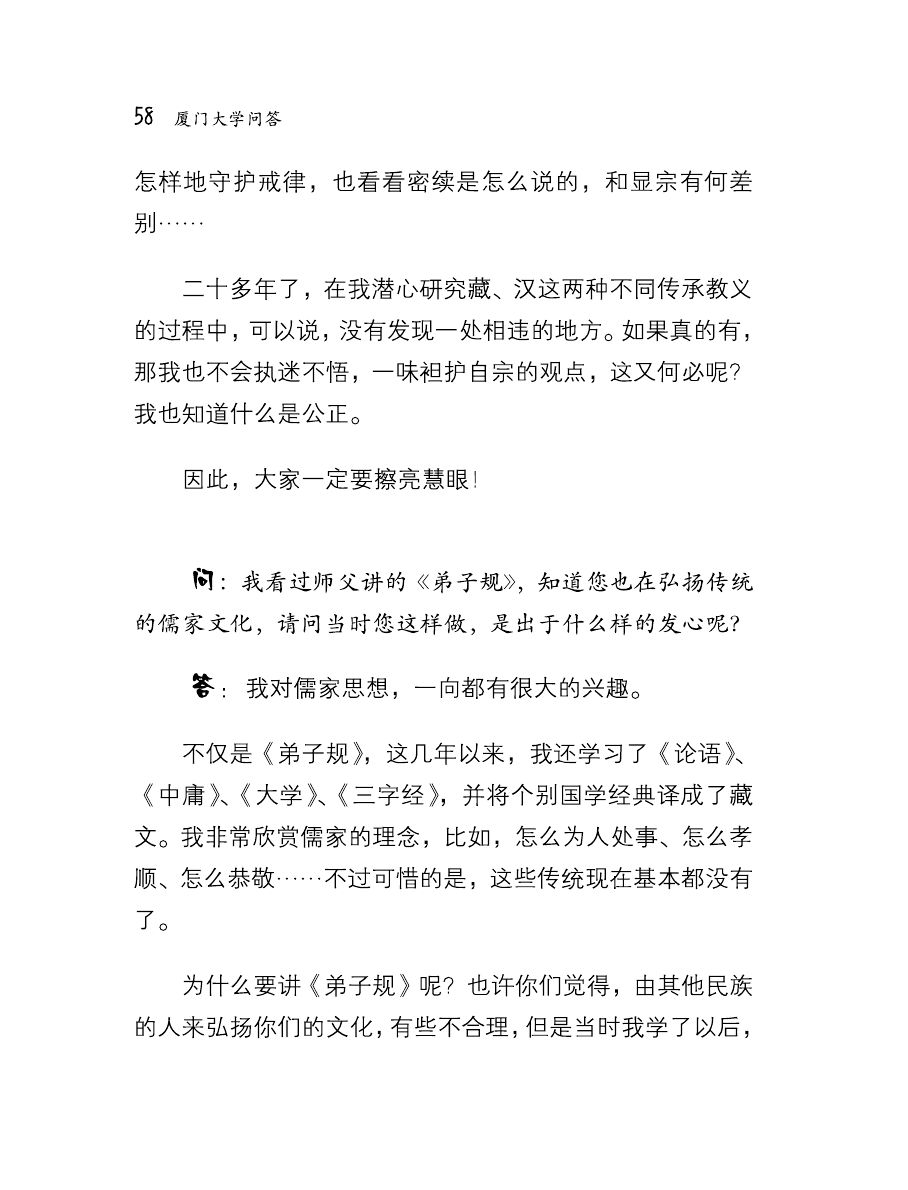 58 厦门大学问答
怎样地守护戒律，也看看密续是怎么说的，和显宗有何差
别……
二十多年了，在我潜心研究藏、汉这两种不同传承教义
的过程中，可以说，没有发现一处相违的地方。如果真的有，
那我也不会执迷不悟，一味袒护自宗的观点，这又何必呢？
我也知道什么是公正。
因此，大家一定要擦亮慧眼！
问：我看过师父讲的《弟子规》，知道您也在弘扬传统
的儒家文化，请问当时您这样做，是出于什么样的发心呢？
答：我对儒家思想，一向都有很大的兴趣。
不仅是《弟子规》，这几年以来，我还学习了《论语》、
《中庸》、《大学》、《三字经》，并将个别国学经典译成了藏
文。我非常欣赏儒家的理念，比如，怎么为人处事、怎么孝
顺、怎么恭敬……不过可惜的是，这些传统现在基本都没有
了。
为什么要讲《弟子规》呢？也许你们觉得，由其他民族
的人来弘扬你们的文化，有些不合理，但是当时我学了以后，